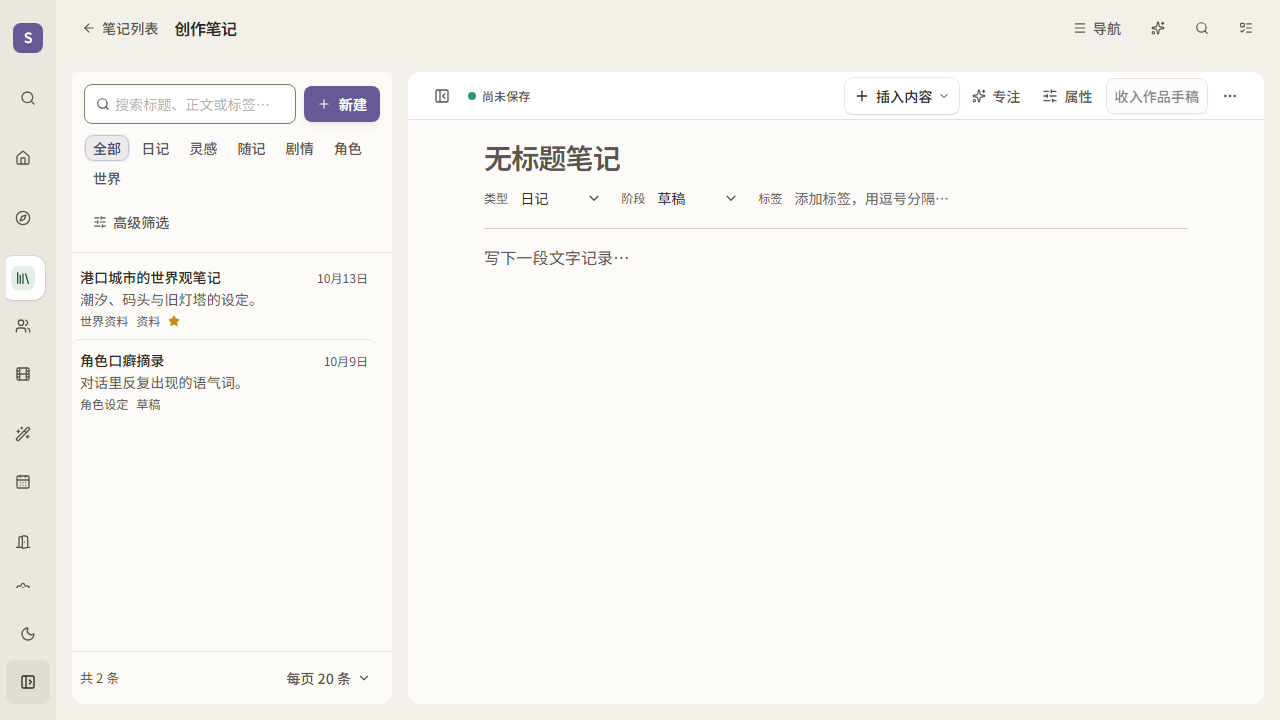 S
笔记列表 创作笔记 导航
搜索标题、正文或标签… 新建
全部 日记 灵感 随记 剧情 角色
世界
高级筛选
港口城市的世界观笔记 10月13日
潮汐、码头与旧灯塔的设定。
世界资料 资料
角色口癖摘录 10月9日
对话里反复出现的语气词。
角色设定 草稿
共 2 条 每页 20 条
尚未保存 插入内容 专注 属性 收入作品手稿
无标题笔记
类型 日记 阶段 草稿 标签 添加标签，用逗号分隔…
写下一段文字记录…